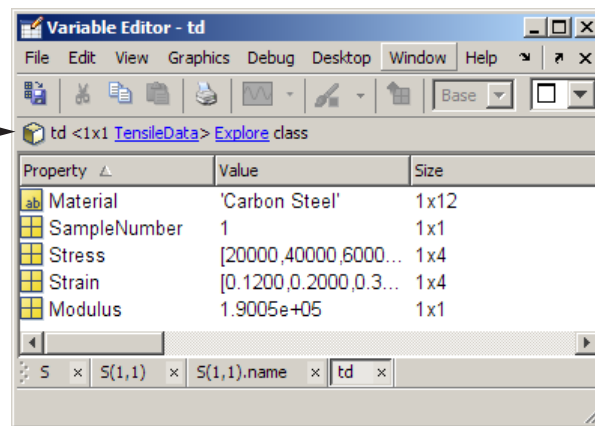 Variable Editor - td
File Edit View Graphics Debug Desktop Window Help
Base
td <1x1 TensileData> Explore class
Property Value Size
ab Material 'Carbon Steel' 1x12
SampleNumber 1 1x1
Stress [20000,40000,6000... 1x4
Strain [0.1200,0.2000,0.3... 1x4
Modulus 1.9005e+05 1x1
S S(1,1) S(1,1).name td